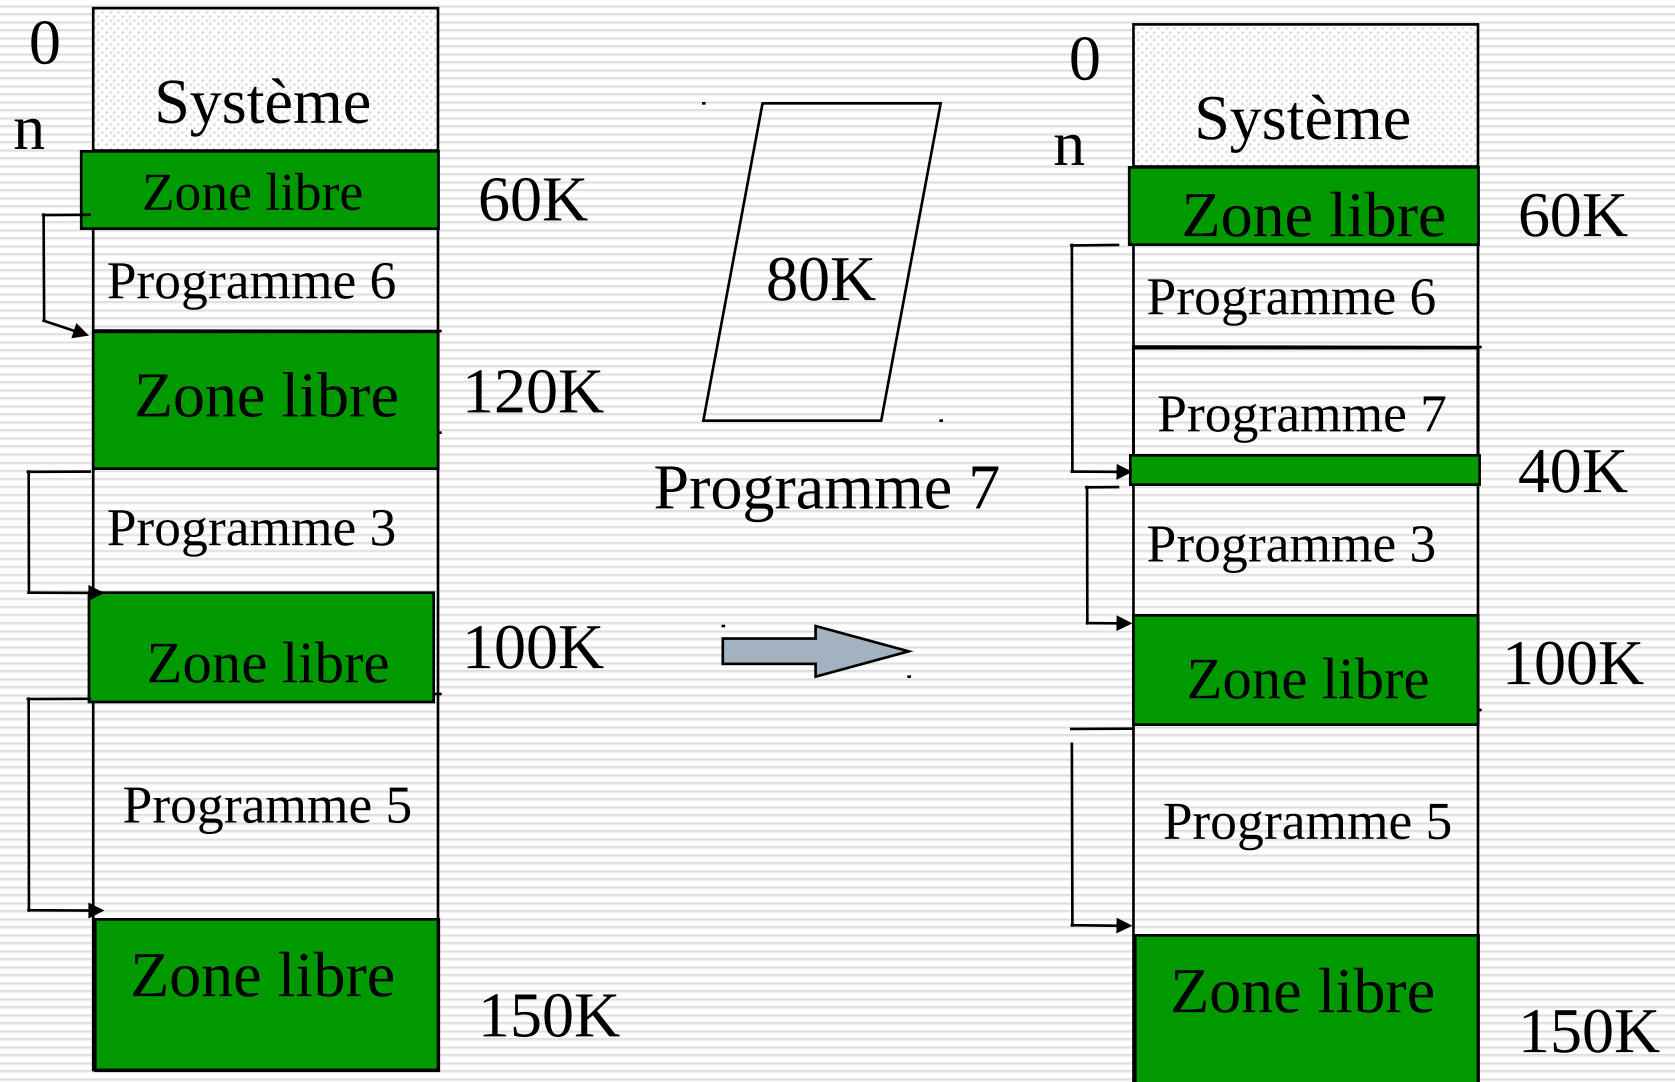 0
Système
n
Zone libre
60K
Programme 6
Zone libre
120K
Programme 3
Zone libre
100K
Programme 5
Zone libre
150K
80K
Programme 7
0
Système
n
Zone libre
60K
Programme 6
Programme 7
40K
Programme 3
Zone libre
100K
Programme 5
Zone libre
150K